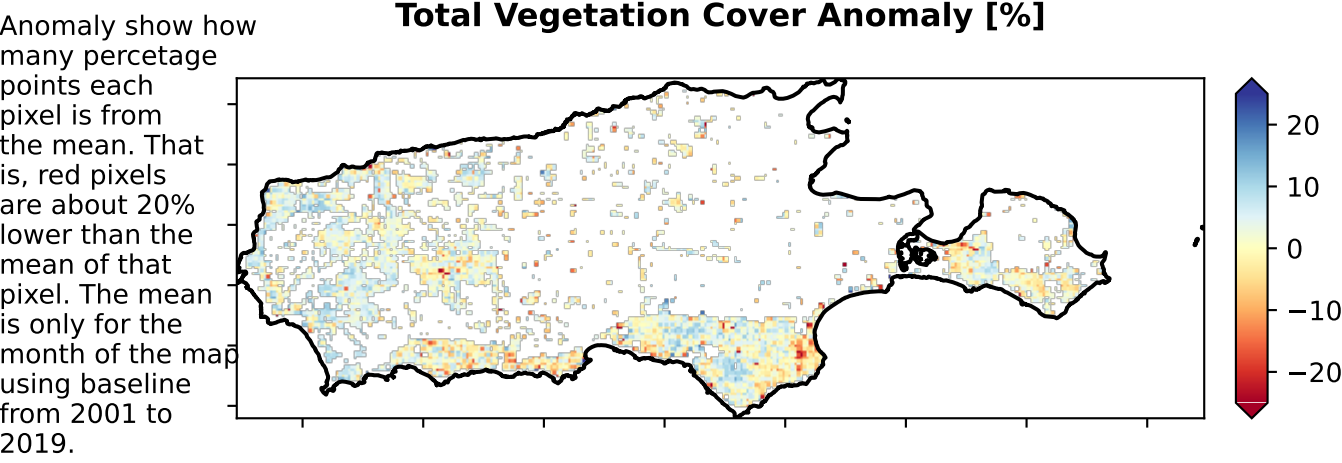 Total Vegetation Cover Anomaly [%]
Anomaly show how
many percetage
points each
pixel is from
the mean. That
is, red pixels
are about 20%
lower than the
mean of that
pixel. The mean
is only for the
month of the map
using baseline
from 2001 to
2019.
20
10
0
−10
−20